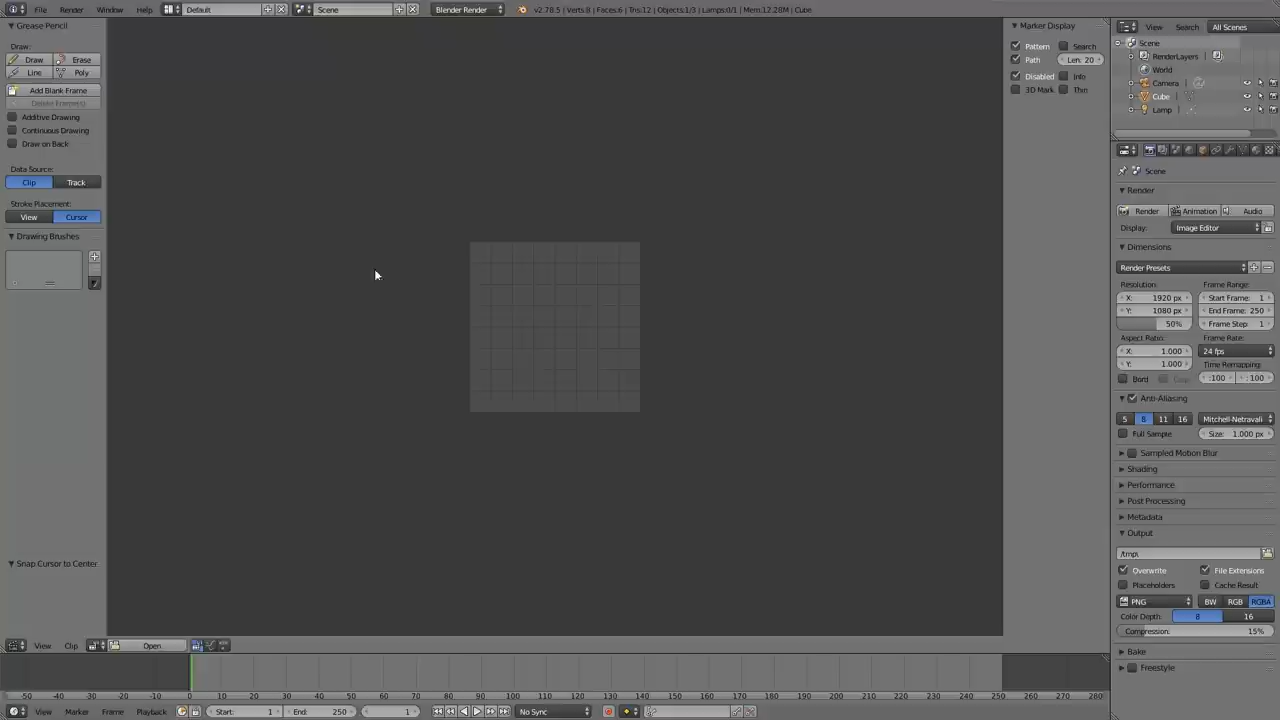 File Render Window Help Default Scene Blender Render v2.78.5 | Verts:8 | Faces:6 | Tris:12 | Objects:1/3 | Lamps:0/1 | Mem:12.28M | Cube
Grease Pencil
Draw:
Draw Erase
Line Poly
Add Blank Frame
Delete Frame(s)
Additive Drawing
Continuous Drawing
Draw on Back
Data Source:
Clip Track
Stroke Placement:
View Cursor
Drawing Brushes
Snap Cursor to Center
Marker Display
Pattern Search
Path Len: 20
Disabled Info
3D Mark Thin
View Search All Scenes
Scene
RenderLayers
World
Camera
Cube
Lamp
Scene
Render
Render Animation Audio
Display: Image Editor
Dimensions
Render Presets
Resolution: Frame Range:
X: 1920 px Start Frame: 1
Y: 1080 px End Frame: 250
50% Frame Step: 1
Aspect Ratio: Frame Rate:
X: 1.000 24 fps
Y: 1.000 Time Remapping:
Bord Crop :100 :100
Anti-Aliasing
5 8 11 16 Mitchell-Netravali
Full Sample Size: 1.000 px
Sampled Motion Blur
Shading
Performance
Post Processing
Metadata
Output
/tmp\
Overwrite File Extensions
Placeholders Cache Result
PNG BW RGB RGBA
Color Depth: 8 16
Compression: 15%
Bake
Freestyle
View Clip Open
-50 -40 -30 -20 -10 0 10 20 30 40 50 60 70 80 90 100 110 120 130 140 150 160 170 180 190 200 210 220 230 240 250 260 270 280
View Marker Frame Playback Start: 1 End: 250 1 No Sync